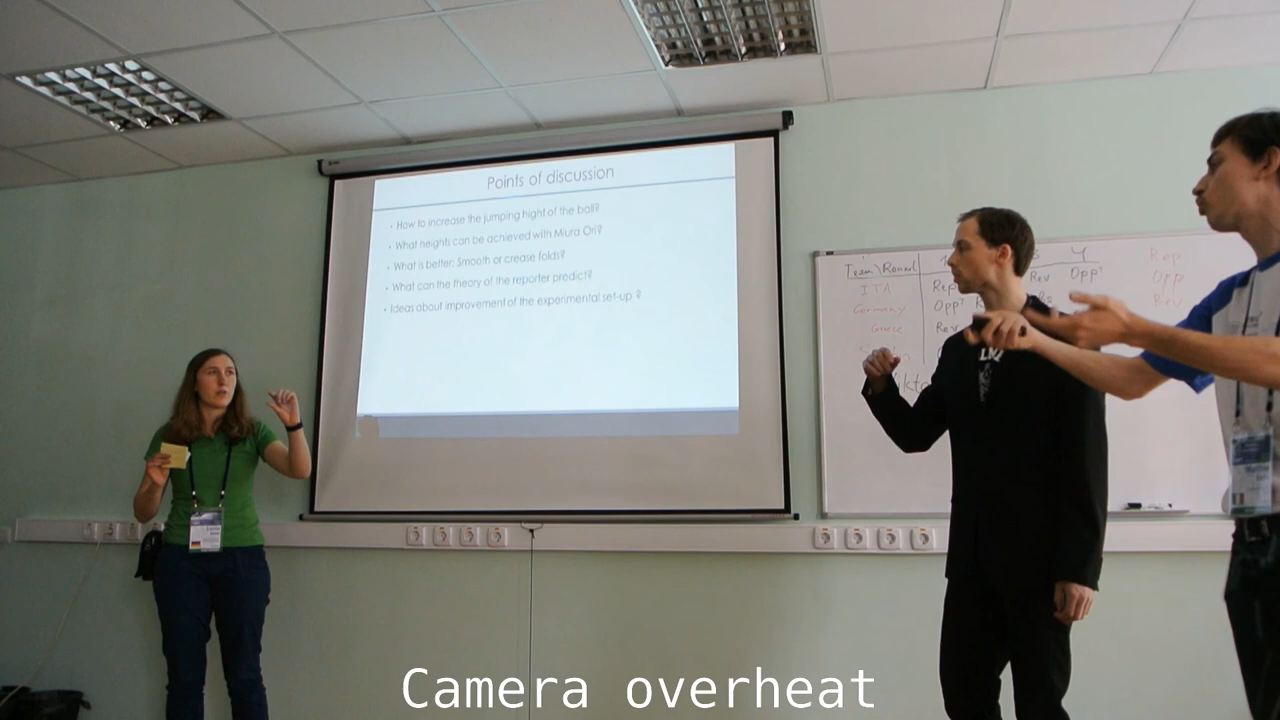 Points of discussion
• How to increase the jumping hight of the ball?
• What heights can be achieved with Miura Ori?
• What is better: Smooth or crease folds?
• What can the theory of the reporter predict?
• Ideas about improvement of the experimental set-up ?
Team\Round 4
ITA Rep Rev Opp
Germany Opp
Greece Rev
Rep
Opp
Rev
Camera overheat